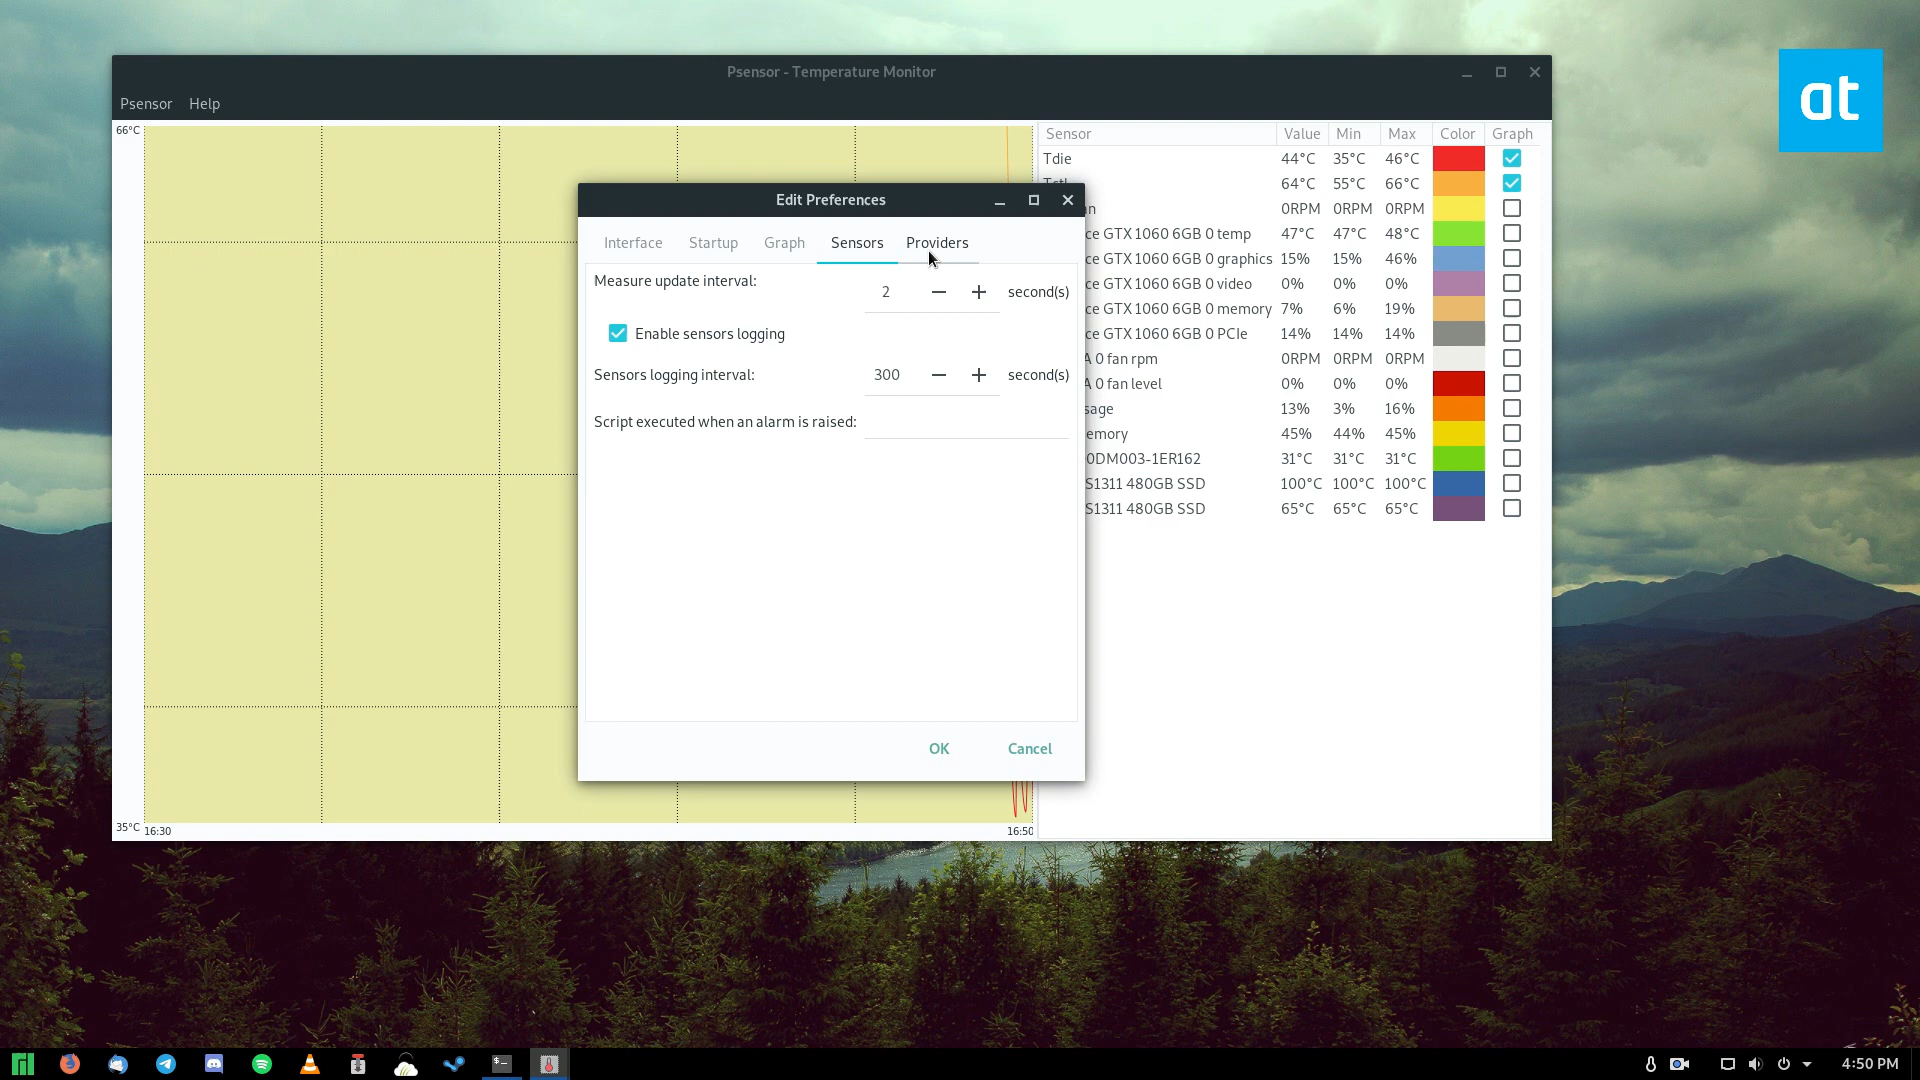 at
Psensor - Temperature Monitor
Psensor Help
66°C
35°C
16:30
16:50
Sensor Value Min Max Color Graph
Tdie 44°C 35°C 46°C
64°C 55°C 66°C
0RPM 0RPM 0RPM
GTX 1060 6GB 0 temp 47°C 47°C 48°C
GTX 1060 6GB 0 graphics 15% 15% 46%
GTX 1060 6GB 0 video 0% 0% 0%
GTX 1060 6GB 0 memory 7% 6% 19%
GTX 1060 6GB 0 PCIe 14% 14% 14%
0 fan rpm 0RPM 0RPM 0RPM
0 fan level 0% 0% 0%
sage 13% 3% 16%
emory 45% 44% 45%
0DM003-1ER162 31°C 31°C 31°C
S1311 480GB SSD 100°C 100°C 100°C
S1311 480GB SSD 65°C 65°C 65°C
Edit Preferences
Interface Startup Graph Sensors Providers
Measure update interval: 2 second(s)
Enable sensors logging
Sensors logging interval: 300 second(s)
Script executed when an alarm is raised:
OK Cancel
4:50 PM